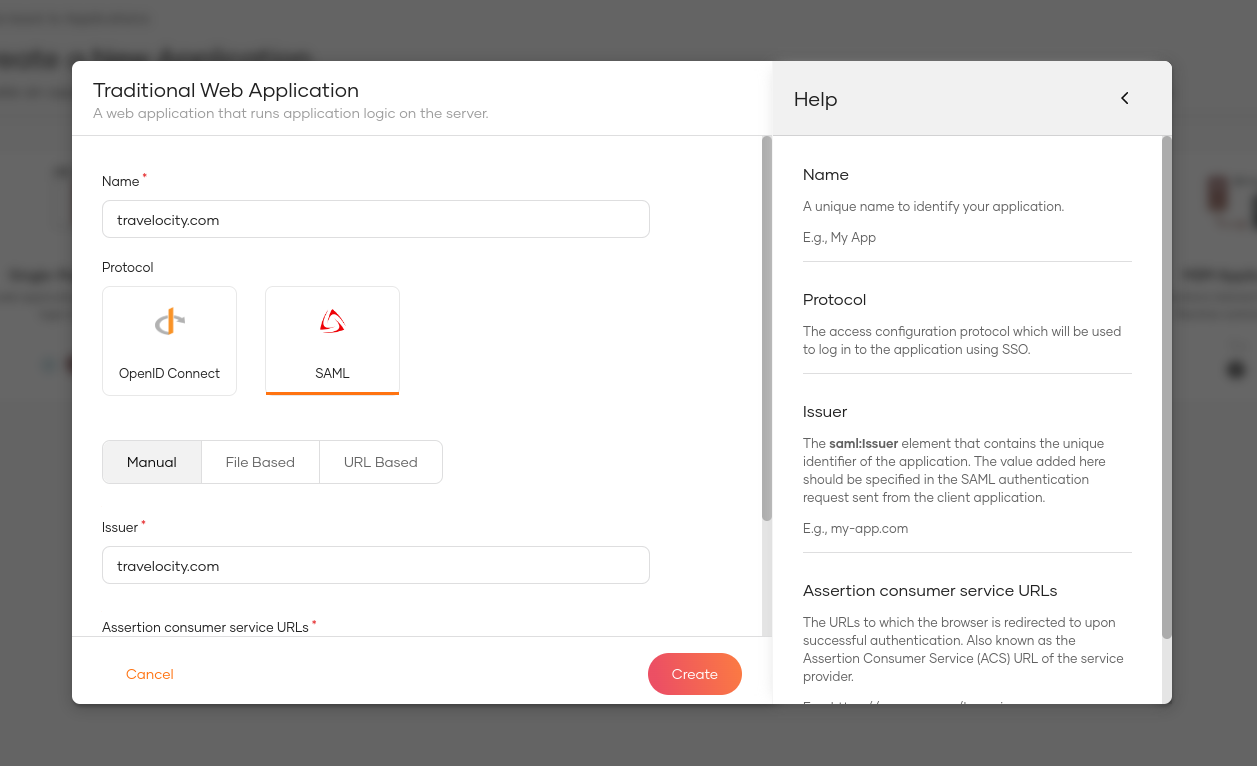 Traditional Web Application
A web application that runs application logic on the server.
Name *
travelocity.com
Protocol
OpenID Connect
SAML
Manual
File Based
URL Based
Issuer *
travelocity.com
Assertion consumer service URLs *
Cancel
Create
Help
Name
A unique name to identify your application.
E.g., My App
Protocol
The access configuration protocol which will be used
to log in to the application using SSO.
Issuer
The saml:Issuer element that contains the unique
identifier of the application. The value added here
should be specified in the SAML authentication
request sent from the client application.
E.g., my-app.com
Assertion consumer service URLs
The URLs to which the browser is redirected to upon
successful authentication. Also known as the
Assertion Consumer Service (ACS) URL of the service
provider.